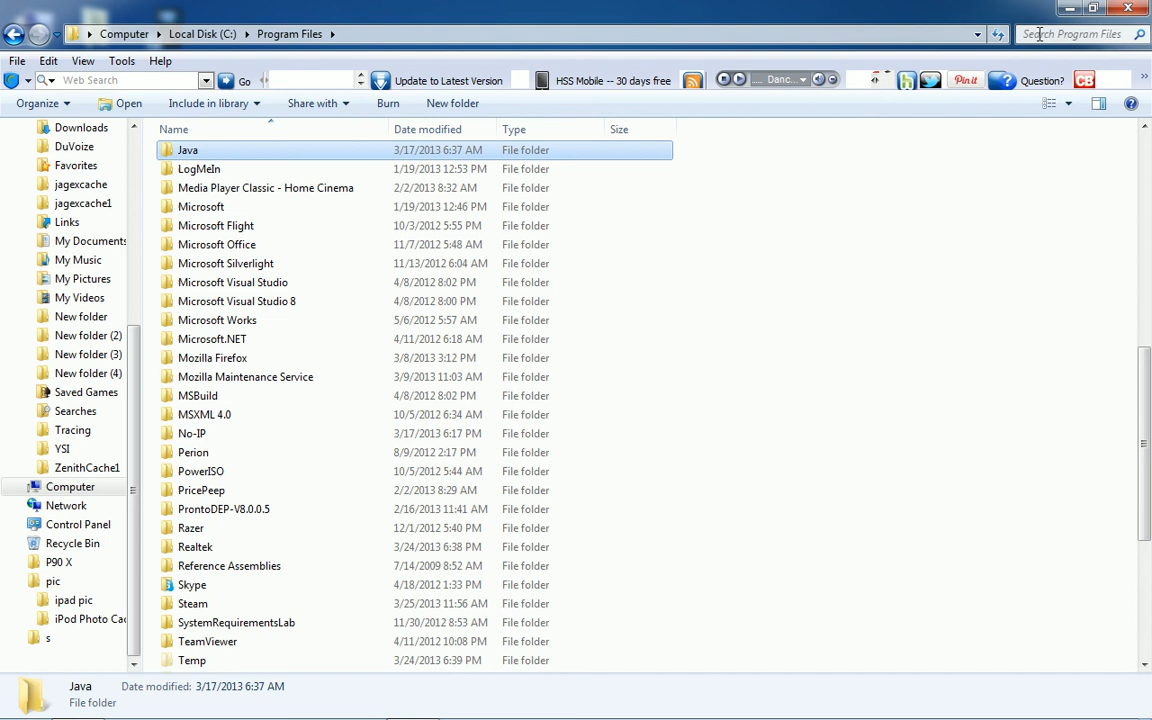 Computer Local Disk (C:) Program Files Search Program Files
File Edit View Tools Help
Web Search Go Update to Latest Version HSS Mobile -- 30 days free ..... Danc... h Pin it Question? CB
Organize Open Include in library Share with Burn New folder
Name Date modified Type Size
Downloads
DuVoize
Favorites
jagexcache
jagexcache1
Links
My Documents
My Music
My Pictures
My Videos
New folder
New folder (2)
New folder (3)
New folder (4)
Saved Games
Searches
Tracing
YSI
ZenithCache1
Computer
Network
Control Panel
Recycle Bin
P90 X
pic
ipad pic
iPod Photo Cac
s
Java 3/17/2013 6:37 AM File folder
LogMeIn 1/19/2013 12:53 PM File folder
Media Player Classic - Home Cinema 2/2/2013 8:32 AM File folder
Microsoft 1/19/2013 12:46 PM File folder
Microsoft Flight 10/3/2012 5:55 PM File folder
Microsoft Office 11/7/2012 5:48 AM File folder
Microsoft Silverlight 11/13/2012 6:04 AM File folder
Microsoft Visual Studio 4/8/2012 8:02 PM File folder
Microsoft Visual Studio 8 4/8/2012 8:00 PM File folder
Microsoft Works 5/6/2012 5:57 AM File folder
Microsoft.NET 4/11/2012 6:18 AM File folder
Mozilla Firefox 3/8/2013 3:12 PM File folder
Mozilla Maintenance Service 3/9/2013 11:03 AM File folder
MSBuild 4/8/2012 8:02 PM File folder
MSXML 4.0 10/5/2012 6:34 AM File folder
No-IP 3/17/2013 6:17 PM File folder
Perion 8/9/2012 2:17 PM File folder
PowerISO 10/5/2012 5:44 AM File folder
PricePeep 2/2/2013 8:29 AM File folder
ProntoDEP-V8.0.0.5 2/16/2013 11:41 AM File folder
Razer 12/1/2012 5:40 PM File folder
Realtek 3/24/2013 6:38 PM File folder
Reference Assemblies 7/14/2009 8:52 AM File folder
Skype 4/18/2012 1:33 PM File folder
Steam 3/25/2013 11:56 AM File folder
SystemRequirementsLab 11/30/2012 8:53 AM File folder
TeamViewer 4/11/2012 10:08 PM File folder
Temp 3/24/2013 6:39 PM File folder
Java Date modified: 3/17/2013 6:37 AM
File folder